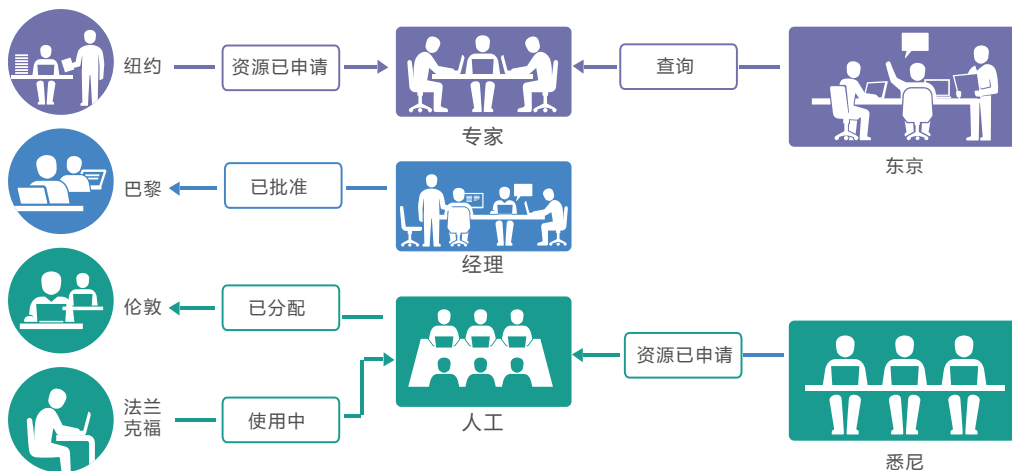 纽约
资源已申请
专家
查询
东京
巴黎
已批准
经理
伦敦
已分配
人工
资源已申请
悉尼
法兰
克福
使用中